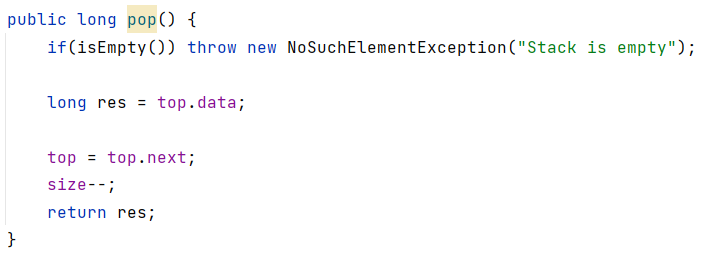 public long pop() {
    if(isEmpty()) throw new NoSuchElementException("Stack is empty");
    long res = top.data;
    top = top.next;
    size--;
    return res;
}